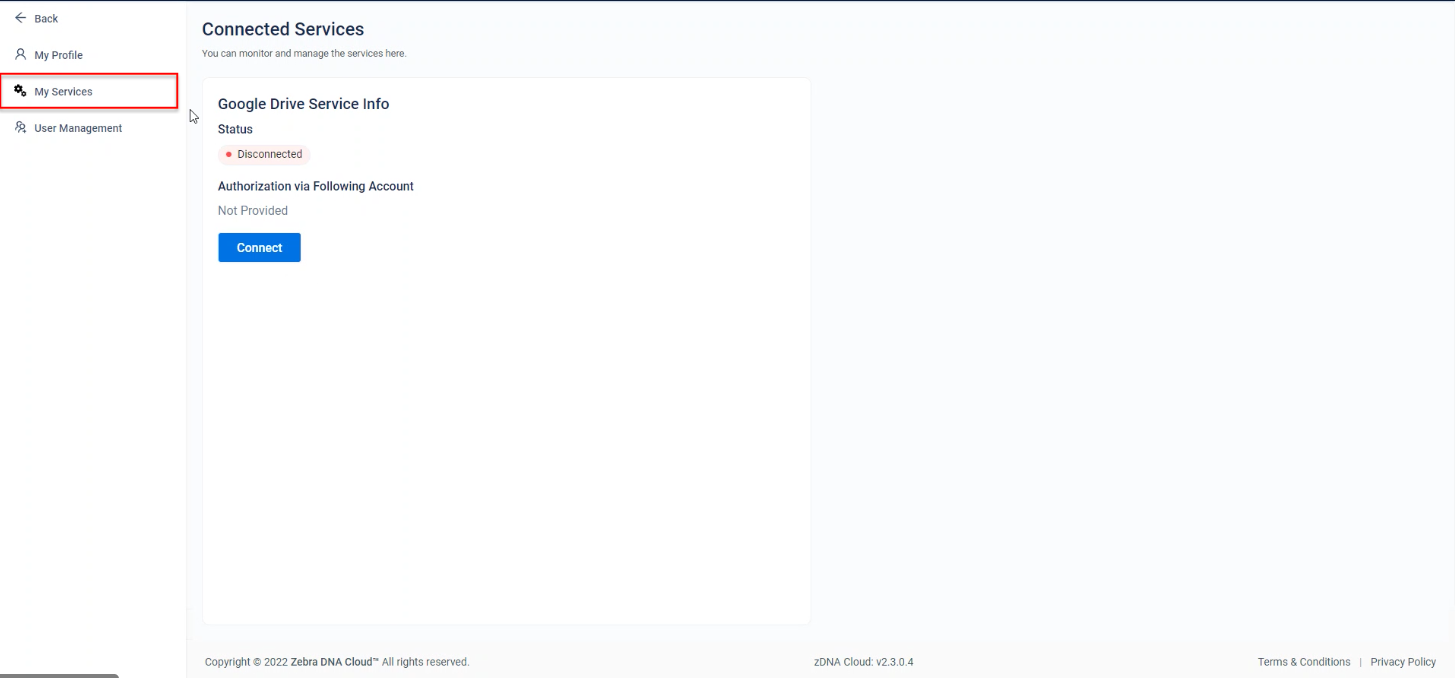 Back
My Profile
My Services
User Management
Connected Services
You can monitor and manage the services here.
Google Drive Service Info
Status
Disconnected
Authorization via Following Account
Not Provided
Connect
Copyright © 2022 Zebra DNA Cloud™ All rights reserved.
zDNA Cloud: v2.3.0.4
Terms & Conditions | Privacy Policy